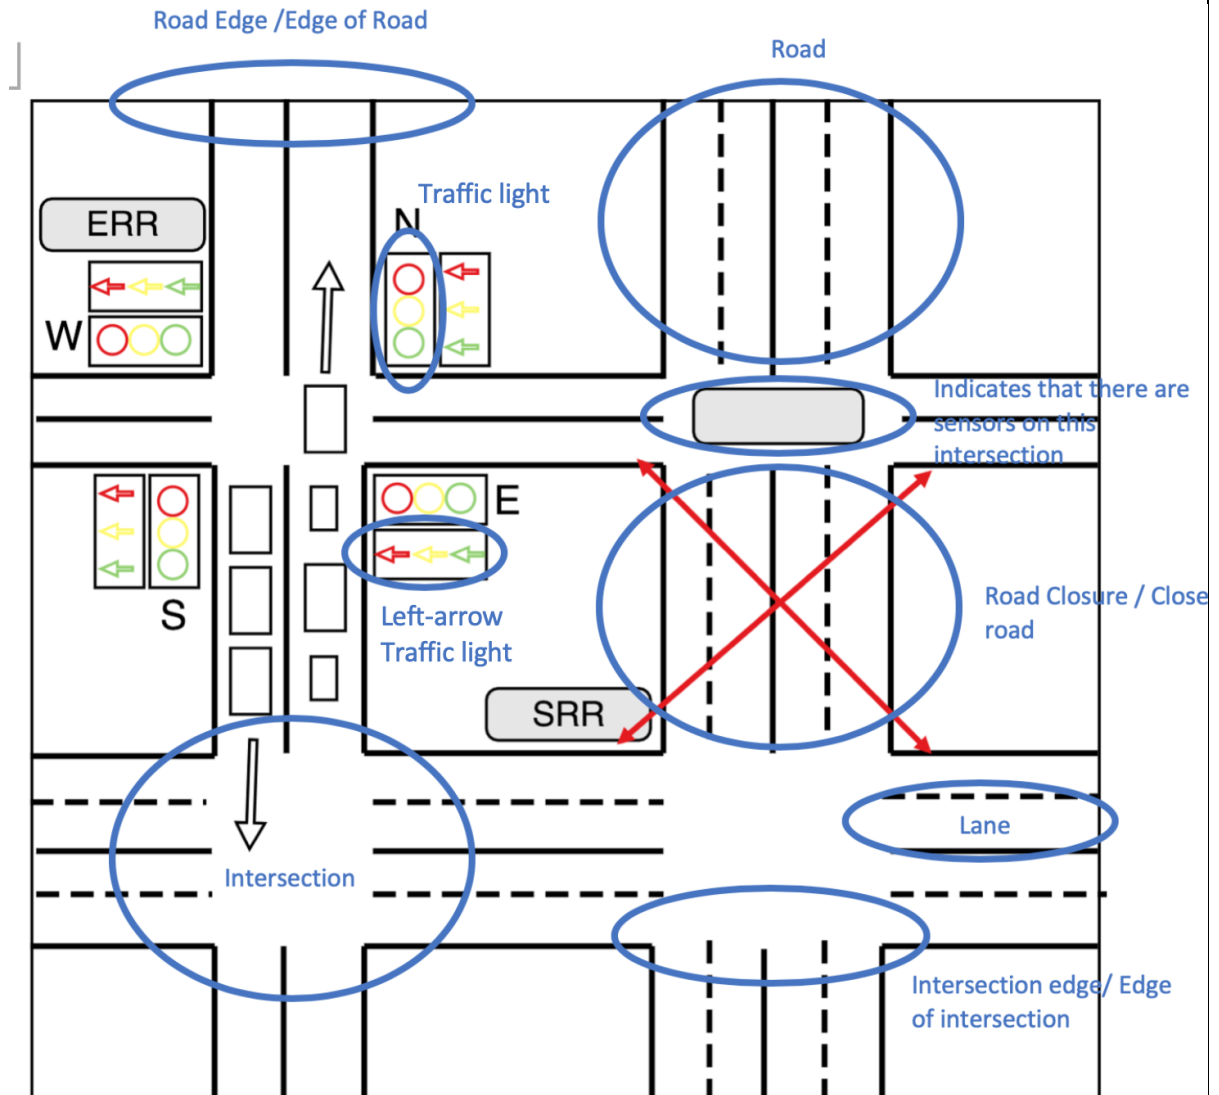 Road Edge /Edge of Road
Road
Traffic light
N
ERR
W
Indicates that there are
sensors on this
intersection
E
S
Left-arrow
Traffic light
Road Closure / Close
road
SRR
Lane
Intersection
Intersection edge/ Edge
of intersection